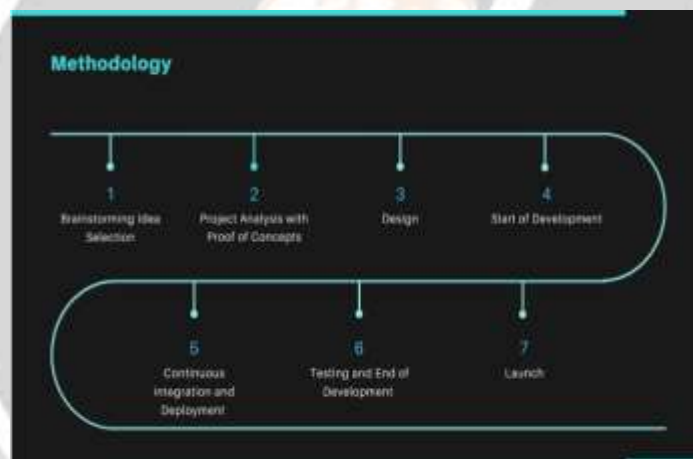 Methodology
1
Brainstorming Idea
Selection
2
Project Analysis with
Proof of Concepts
3
Design
4
Start of Development
5
Continuous
Integration and
Deployment
6
Testing and End of
Development
7
Launch